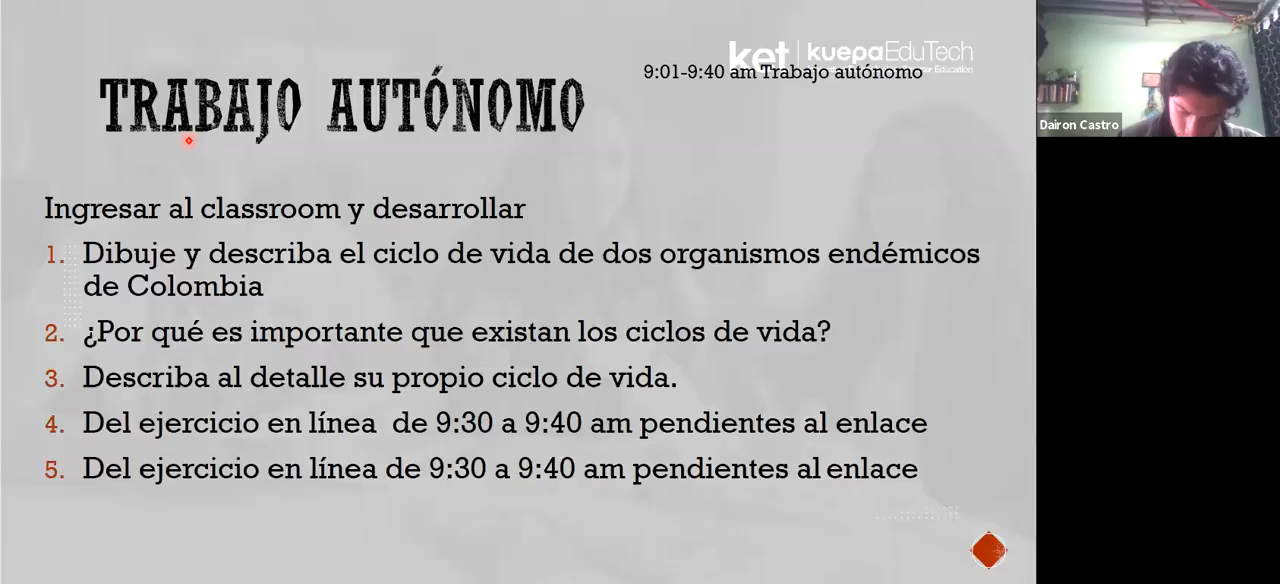 ket | kuepaEduTech
9:01-9:40 am Trabajo autónomo
Education
TRABAJO AUTÓNOMO
Dairon Castro
Ingresar al classroom y desarrollar
1. Dibuje y describa el ciclo de vida de dos organismos endémicos
de Colombia
2. ¿Por qué es importante que existan los ciclos de vida?
3. Describa al detalle su propio ciclo de vida.
4. Del ejercicio en línea de 9:30 a 9:40 am pendientes al enlace
5. Del ejercicio en línea de 9:30 a 9:40 am pendientes al enlace